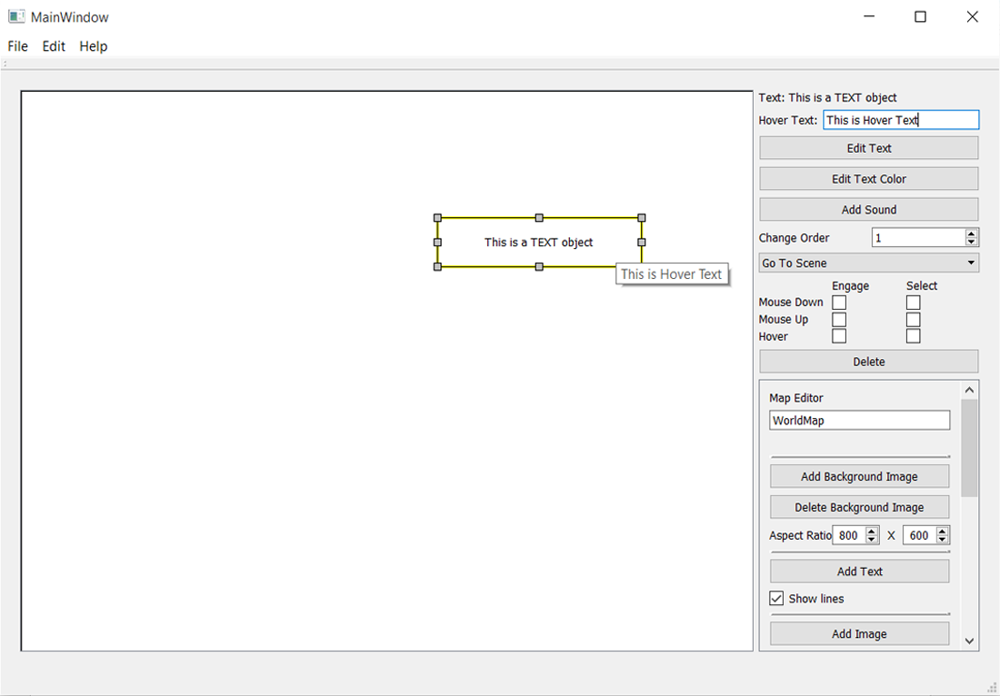 MainWindow
File Edit Help
This is a TEXT object
This is Hover Text
Text: This is a TEXT object
Hover Text: This is Hover Text
Edit Text
Edit Text Color
Add Sound
Change Order 1
Go To Scene
Engage Select
Mouse Down
Mouse Up
Hover
Delete
Map Editor
WorldMap
Add Background Image
Delete Background Image
Aspect Ratio 800 X 600
Add Text
Show lines
Add Image